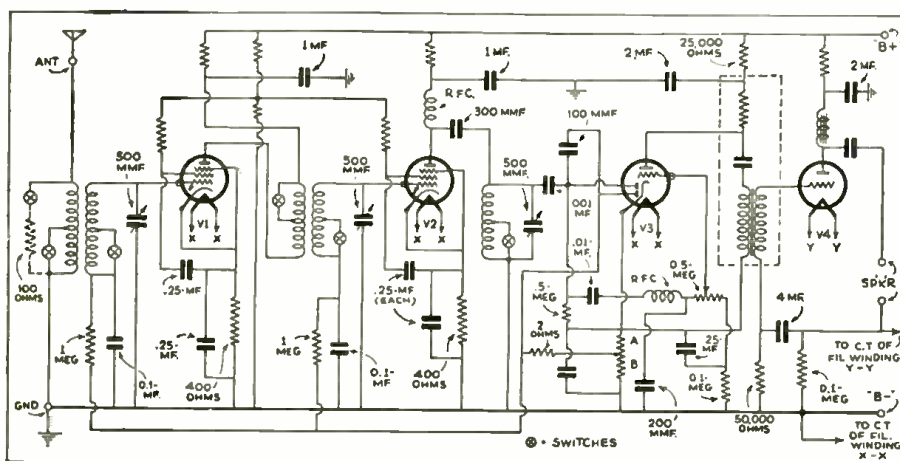 ANT.
1 MF.
1 MF.
2 MF.
25,000
OHMS
"B+"
2 MF.
R.F.C.
300 MMF.
100 MMF.
500
MMF.
500
MMF.
500
MMF.
.001
MF.
V1
V2
V3
V4
X X
X X
X X
Y Y
100
OHMS
.25-MF
.25-MF
(EACH)
.01-
MF.
R.F.C.
0.5-
MEG
SPKR
.5-
MEG
4 MF.
1
MEG
.25-
MF.
1
MEG
2
OHMS
A
B
.25
MF.
TO C.T.
OF FIL WINDING
Y-Y
0.1-
MF.
400
OHMS
0.1-
MF
400
OHMS
0.1-
MEG
0.1-
MEG
"B-"
GND
⊗ = SWITCHES
200
MMF.
50,000
OHMS
TO C.T
OF FIL.
WINDING
X-X